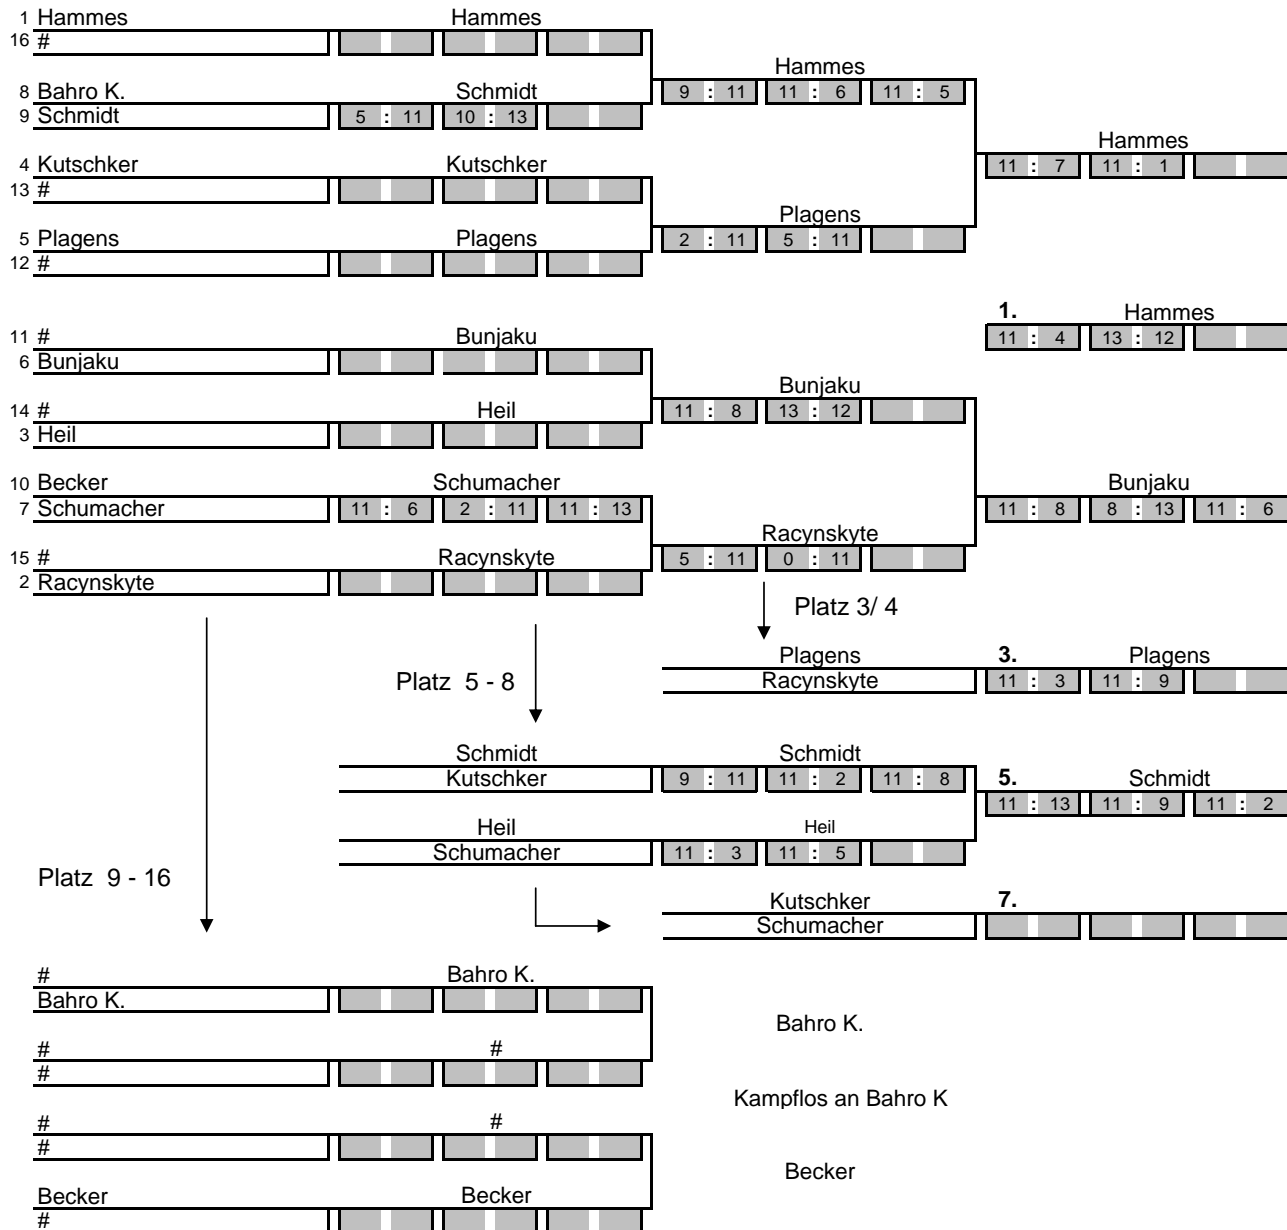 1 Hammes Hammes
16 #
Hammes
8 Bahro K. Schmidt 9 : 11 11 : 6 11 : 5
9 Schmidt 5 : 11 10 : 13
Hammes
4 Kutschker Kutschker 11 : 7 11 : 1
13 #
Plagens
5 Plagens Plagens 2 : 11 5 : 11
12 #
1. Hammes
11 # Bunjaku 11 : 4 13 : 12
6 Bunjaku
Bunjaku
14 # Heil 11 : 8 13 : 12
3 Heil
10 Becker Schumacher Bunjaku
7 Schumacher 11 : 6 2 : 11 11 : 13 11 : 8 8 : 13 11 : 6
Racynskyte
15 # Racynskyte 5 : 11 0 : 11
2 Racynskyte
Platz 3/ 4
Plagens 3. Plagens
Platz 5 - 8 Racynskyte 11 : 3 11 : 9
Schmidt Schmidt
Kutschker 9 : 11 11 : 2 11 : 8 5. Schmidt
11 : 13 11 : 9 11 : 2
Heil Heil
Schumacher 11 : 3 11 : 5
Platz 9 - 16
Kutschker 7.
Schumacher
# Bahro K.
Bahro K.
Bahro K.
# #
#
Kampflos an Bahro K
# #
#
Becker
Becker Becker
#